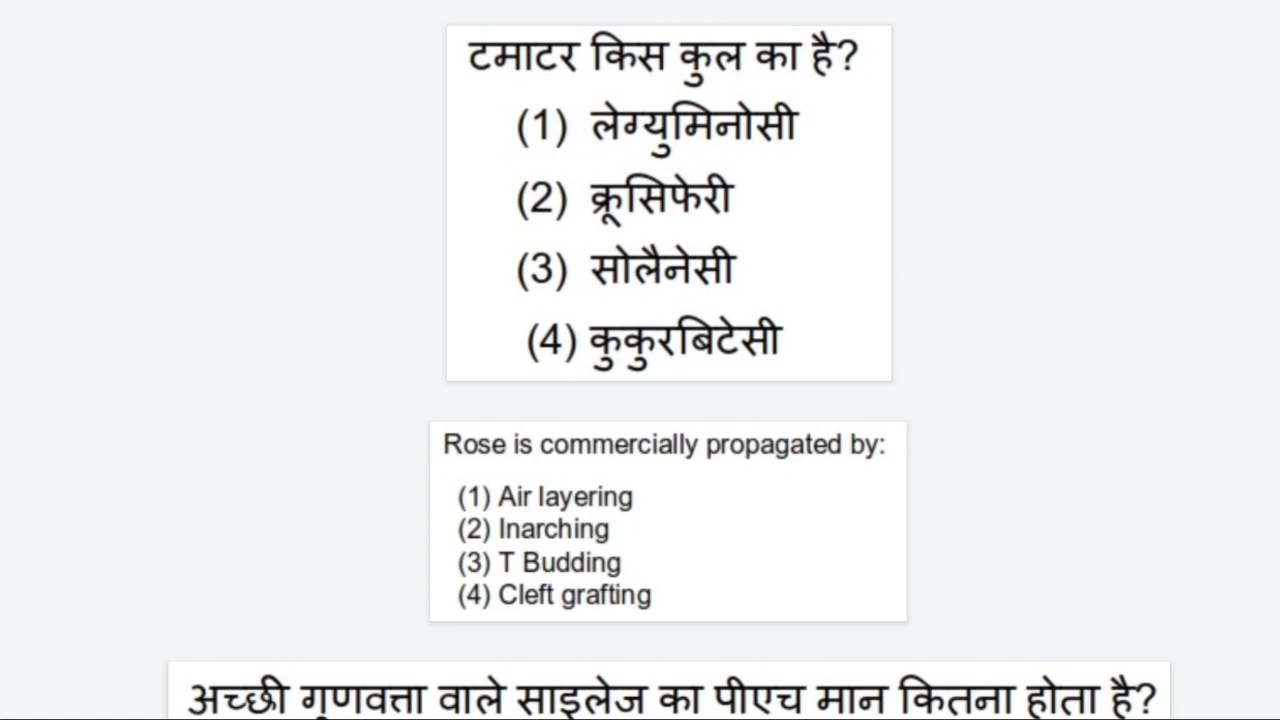 टमाटर किस कुल का है?
(1) लेग्युमिनोसी
(2) क्रूसिफेरी
(3) सोलैनेसी
(4) कुकुरबिटेसी
Rose is commercially propagated by:
(1) Air layering
(2) Inarching
(3) T Budding
(4) Cleft grafting
अच्छी गुणवत्ता वाले साइलेज का पीएच मान कितना होता है?